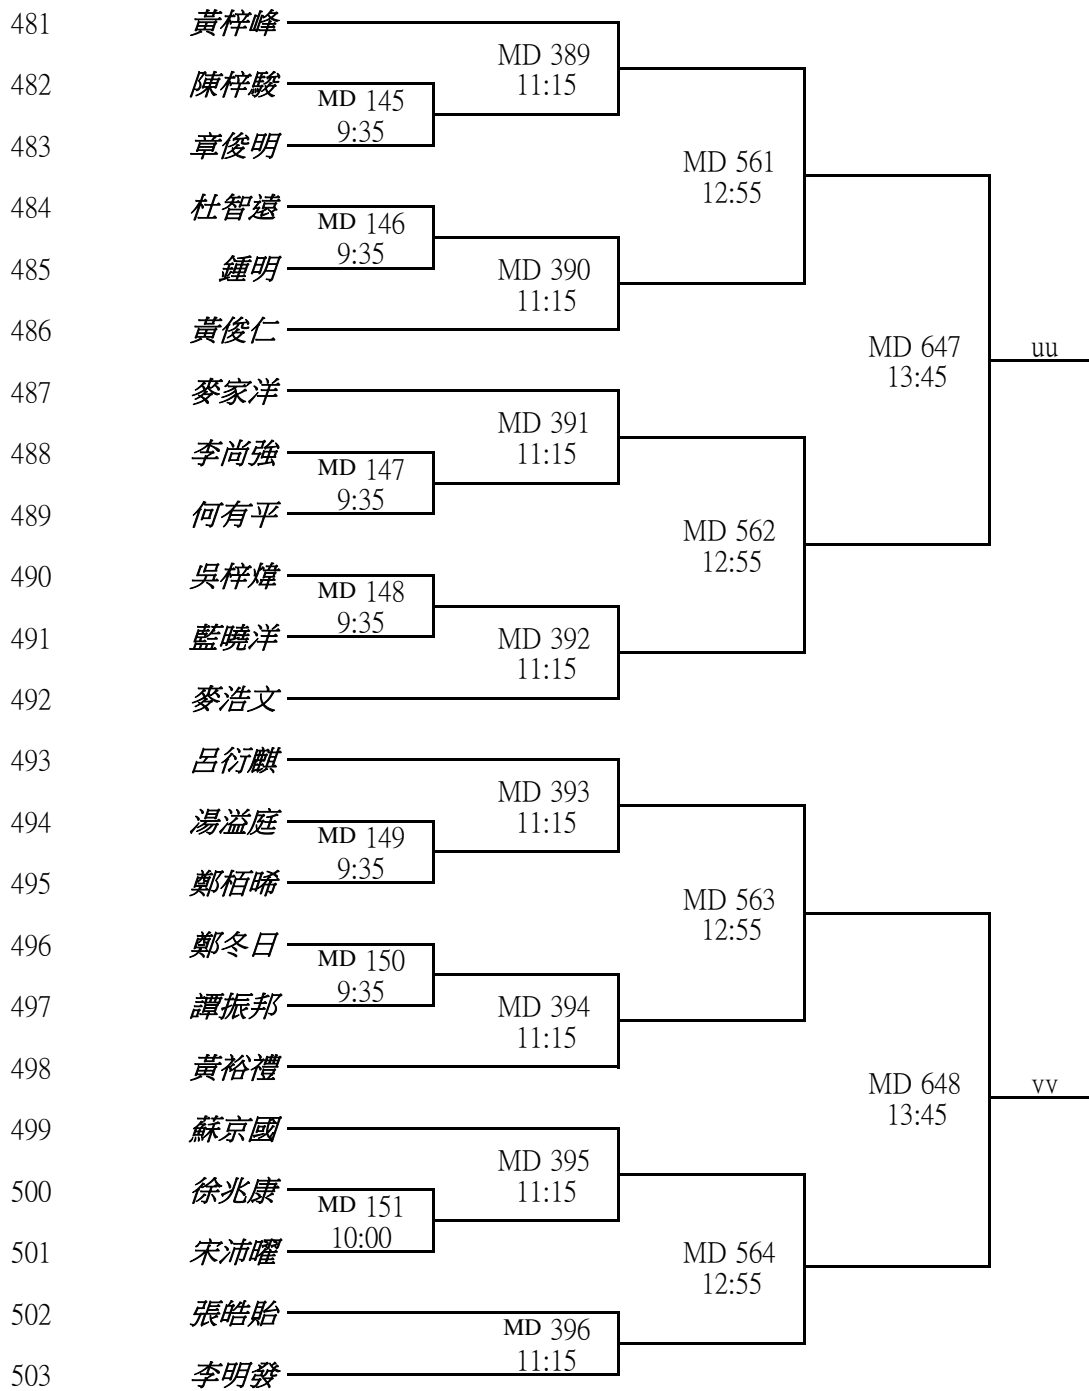 481 黃梓峰
MD 389
482 陳梓駿 11:15
MD 145
9:35
483 章俊明
MD 561
12:55
484 杜智遠
MD 146
9:35
485 鍾明
MD 390
11:15
486 黃俊仁
MD 647 uu
13:45
487 麥家洋
MD 391
11:15
488 李尚強
MD 147
9:35
489 何有平
MD 562
12:55
490 吳梓煒
MD 148
9:35
491 藍曉洋
MD 392
11:15
492 麥浩文
493 呂衍麒
MD 393
11:15
494 湯溢庭
MD 149
9:35
495 鄭栢晞
MD 563
12:55
496 鄭冬日
MD 150
9:35
497 譚振邦
MD 394
11:15
498 黃裕禮
MD 648 vv
13:45
499 蘇京國
MD 395
11:15
500 徐兆康
MD 151
10:00
501 宋沛曜
MD 564
12:55
502 張皓貽
MD 396
11:15
503 李明發